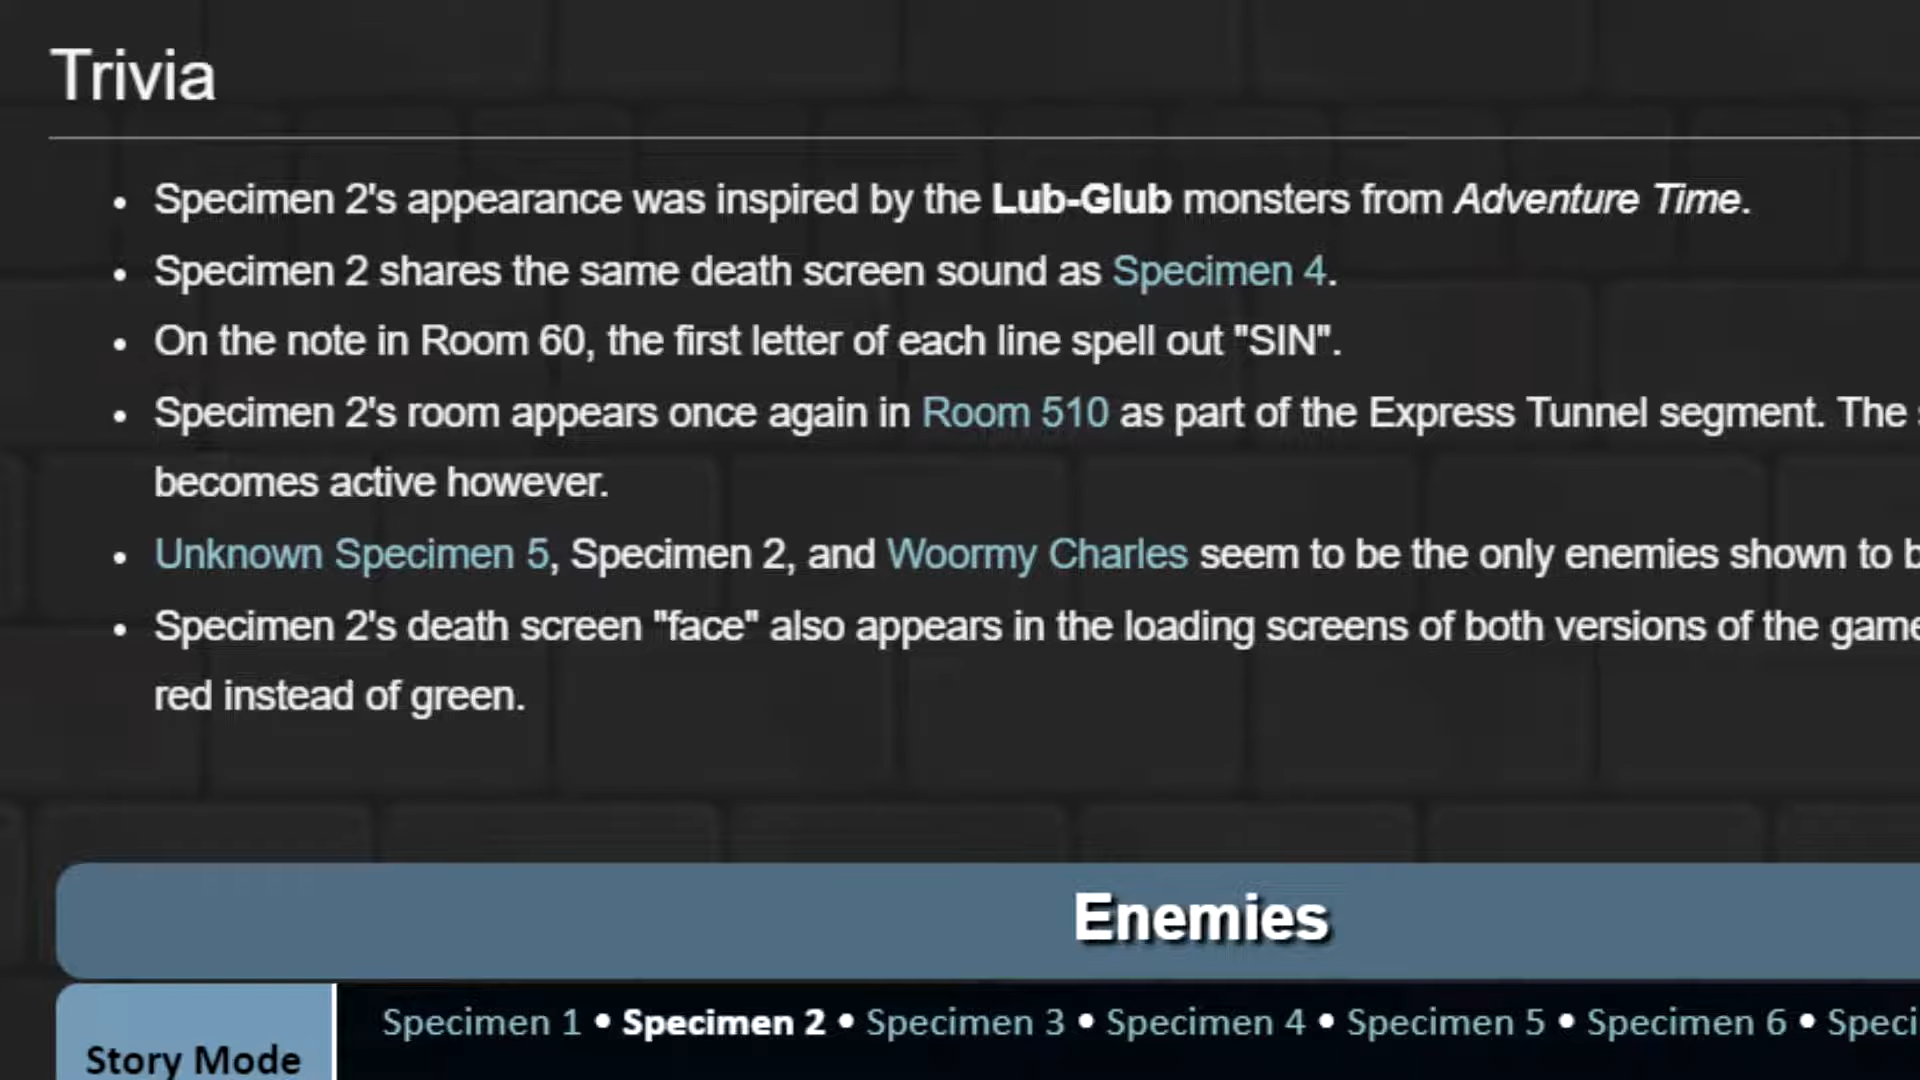 Trivia
• Specimen 2's appearance was inspired by the Lub-Glub monsters from Adventure Time.
• Specimen 2 shares the same death screen sound as Specimen 4.
• On the note in Room 60, the first letter of each line spell out "SIN".
• Specimen 2's room appears once again in Room 510 as part of the Express Tunnel segment. The
becomes active however.
• Unknown Specimen 5, Specimen 2, and Woormy Charles seem to be the only enemies shown to
• Specimen 2's death screen "face" also appears in the loading screens of both versions of the game
red instead of green.
Enemies
Specimen 1 • Specimen 2 • Specimen 3 • Specimen 4 • Specimen 5 • Specimen 6 • Speci
Story Mode